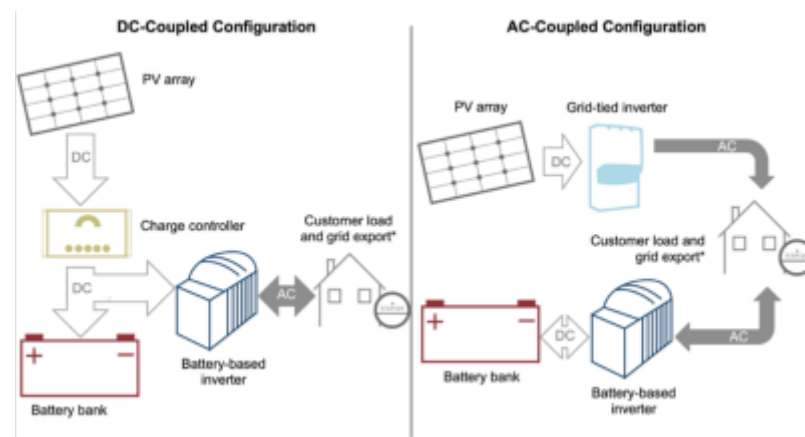 DC-Coupled Configuration
PV array
DC
Charge controller
Customer load
and grid export*
DC
AC
Battery-based
inverter
+
−
Battery bank
AC-Coupled Configuration
PV array
Grid-tied inverter
DC
AC
Customer load and
grid export*
+
−
DC
AC
Battery bank
Battery-based
inverter